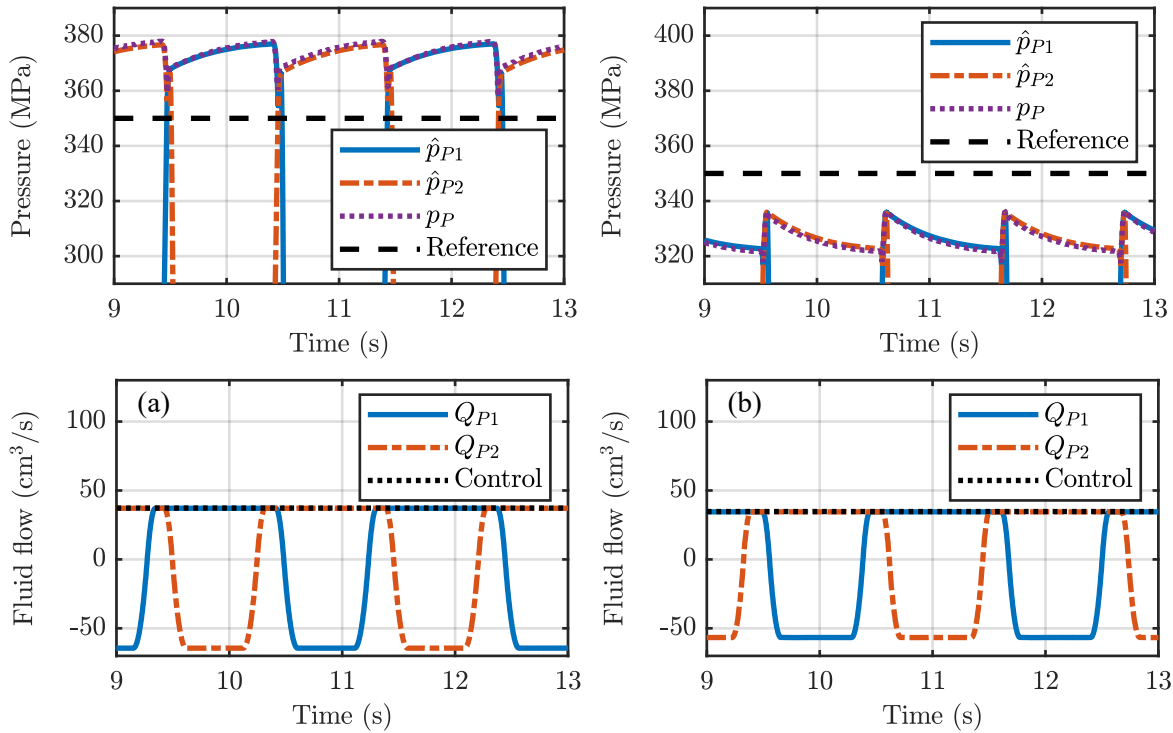 Pressure (MPa)
380
360
340
320
300
p̂P1
p̂P2
pP
Reference
9
10
11
12
13
Time (s)
Pressure (MPa)
400
380
360
340
320
p̂P1
p̂P2
pP
Reference
9
10
11
12
13
Time (s)
Fluid flow (cm³/s)
100
50
0
-50
(a)
QP1
QP2
Control
9
10
11
12
13
Time (s)
Fluid flow (cm³/s)
100
50
0
-50
(b)
QP1
QP2
Control
9
10
11
12
13
Time (s)